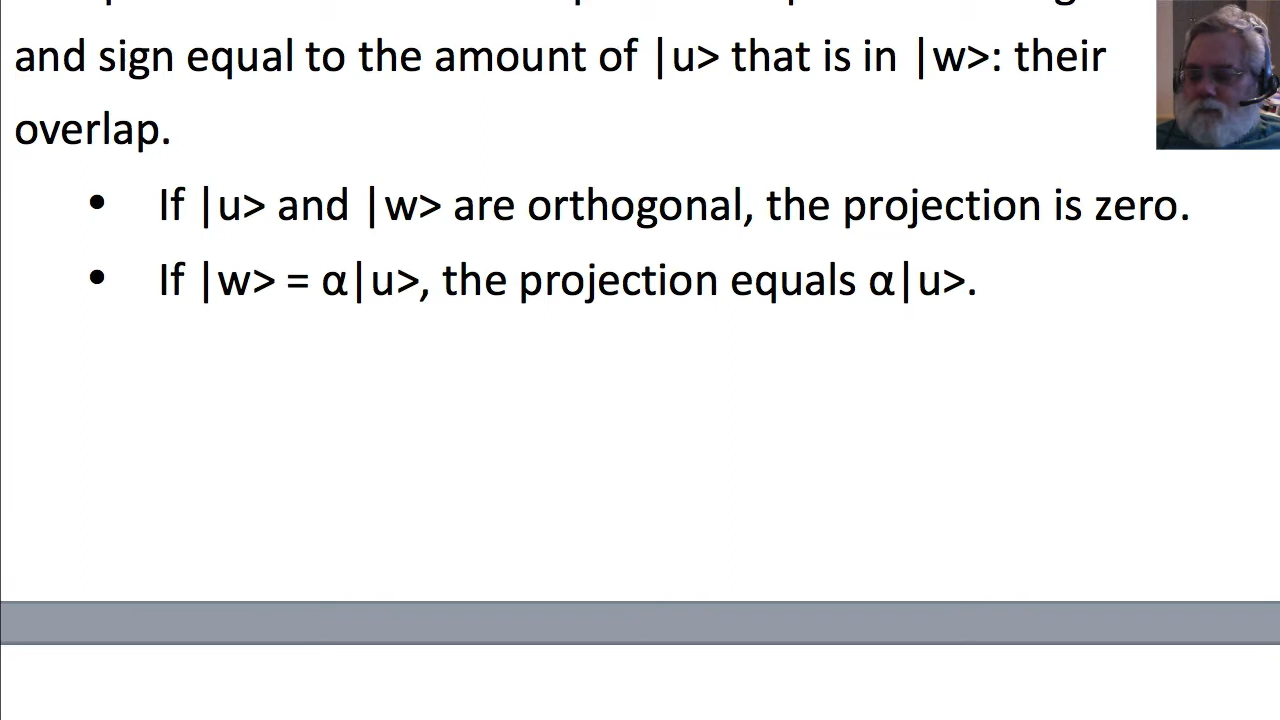 and sign equal to the amount of |u> that is in |w>: their
overlap.
• If |u> and |w> are orthogonal, the projection is zero.
• If |w> = α|u>, the projection equals α|u>.